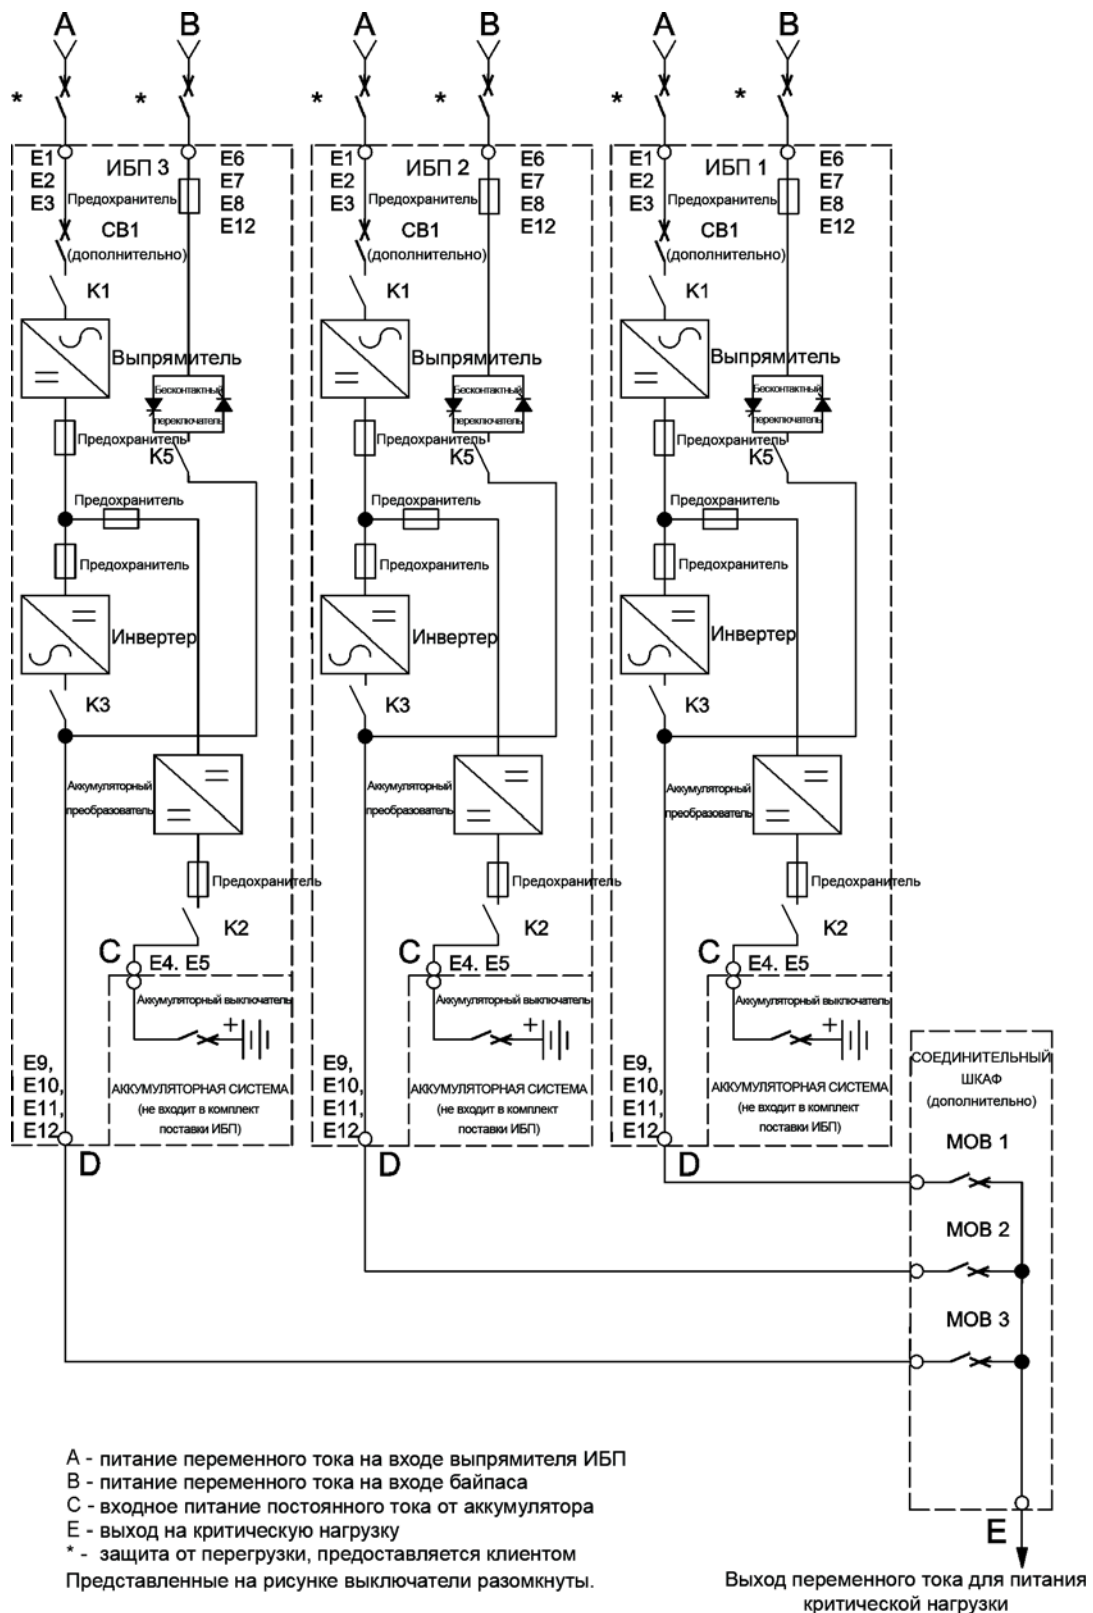 A B A B A B
* * * * * *
E1 ИБП 3 E6 E1 ИБП 2 E6 E1 ИБП 1 E6
E2 E7 E2 E7 E2 E7
E3 Предохранитель E8 E3 Предохранитель E8 E3 Предохранитель E8
CB1 E12 CB1 E12 CB1 E12
(дополнительно) (дополнительно) (дополнительно)
K1 K1 K1
Выпрямитель Выпрямитель Выпрямитель
Бесконтактный Бесконтактный Бесконтактный
переключатель переключатель переключатель
Предохранитель Предохранитель Предохранитель
K5 K5 K5
Предохранитель Предохранитель Предохранитель
Предохранитель Предохранитель Предохранитель
Инвертер Инвертер Инвертер
K3 K3 K3
Аккумуляторный Аккумуляторный Аккумуляторный
преобразователь преобразователь преобразователь
Предохранитель Предохранитель Предохранитель
K2 K2 K2
C E4. E5 C E4. E5 C E4. E5
Аккумуляторный выключатель Аккумуляторный выключатель Аккумуляторный выключатель
+ + +
E9, E9, E9,
E10, АККУМУЛЯТОРНАЯ СИСТЕМА E10, АККУМУЛЯТОРНАЯ СИСТЕМА E10, АККУМУЛЯТОРНАЯ СИСТЕМА
E11, (не входит в комплект E11, (не входит в комплект E11, (не входит в комплект
E12 поставки ИБП) E12 поставки ИБП) E12 поставки ИБП)
D D D
СОЕДИНИТЕЛЬНЫЙ
ШКАФ
(дополнительно)
MOB 1
MOB 2
MOB 3
A - питание переменного тока на входе выпрямителя ИБП
B - питание переменного тока на входе байпаса
C - входное питание постоянного тока от аккумулятора
E - выход на критическую нагрузку
* - защита от перегрузки, предоставляется клиентом
Представленные на рисунке выключатели разомкнуты.
E
Выход переменного тока для питания
критической нагрузки